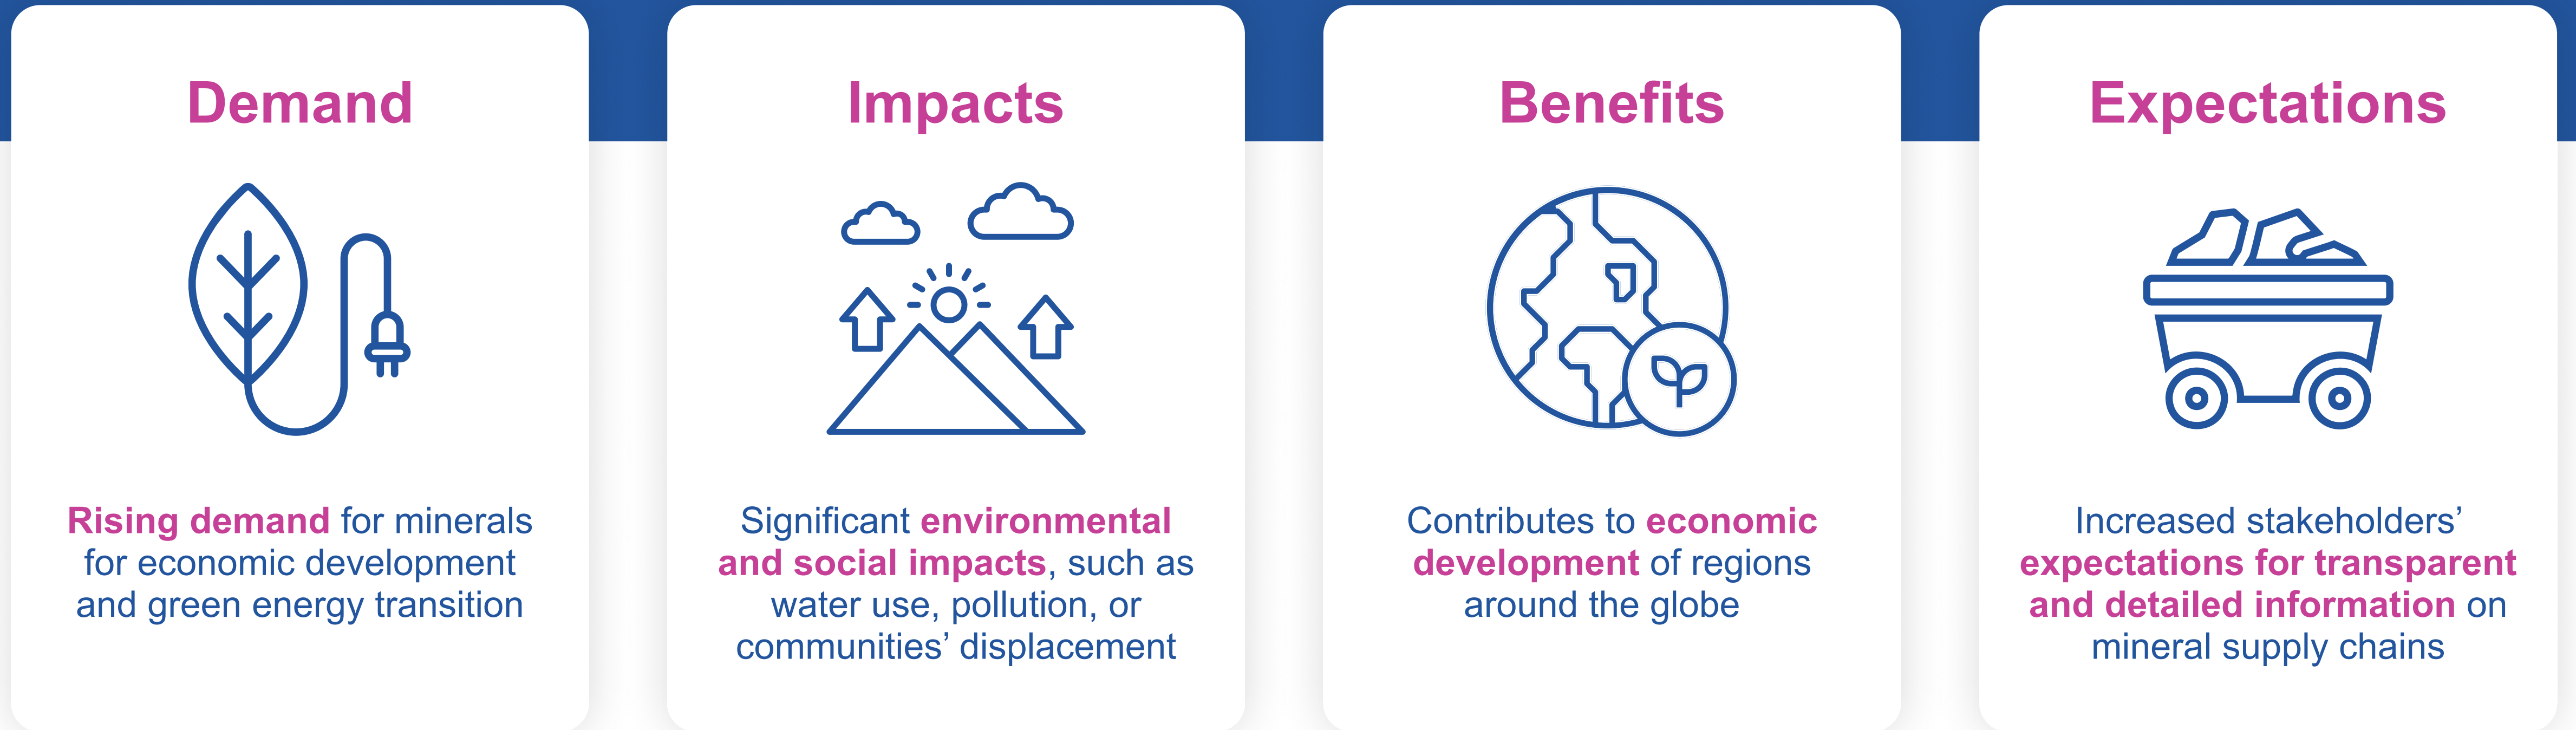 Demand
Rising demand for minerals
for economic development
and green energy transition
Impacts
Significant environmental
and social impacts, such as
water use, pollution, or
communities’ displacement
Benefits
Contributes to economic
development of regions
around the globe
Expectations
Increased stakeholders’
expectations for transparent
and detailed information on
mineral supply chains